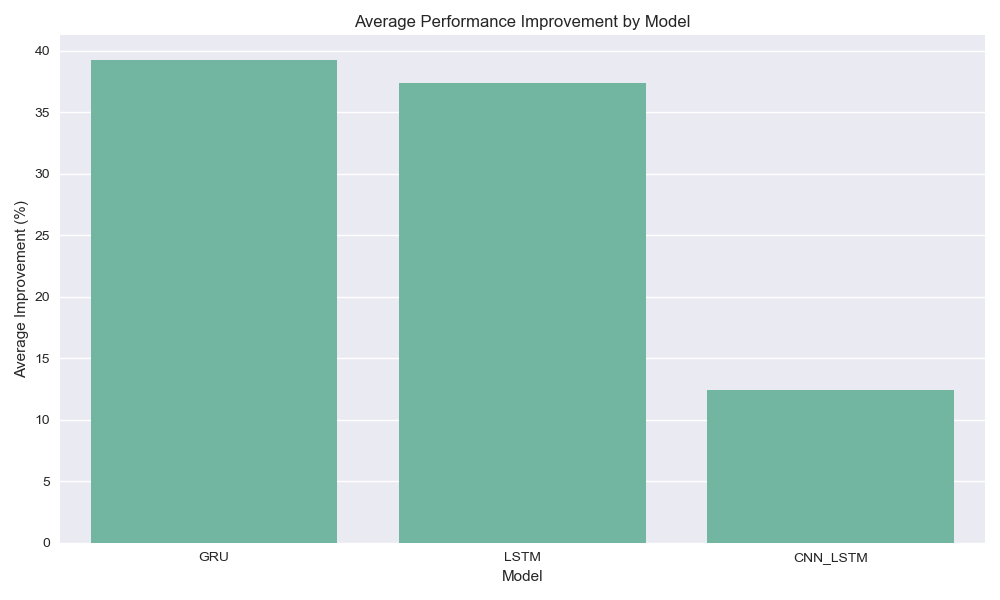 Average Performance Improvement by Model
Average Improvement (%)
40
35
30
25
20
15
10
5
0
GRU LSTM CNN_LSTM
Model